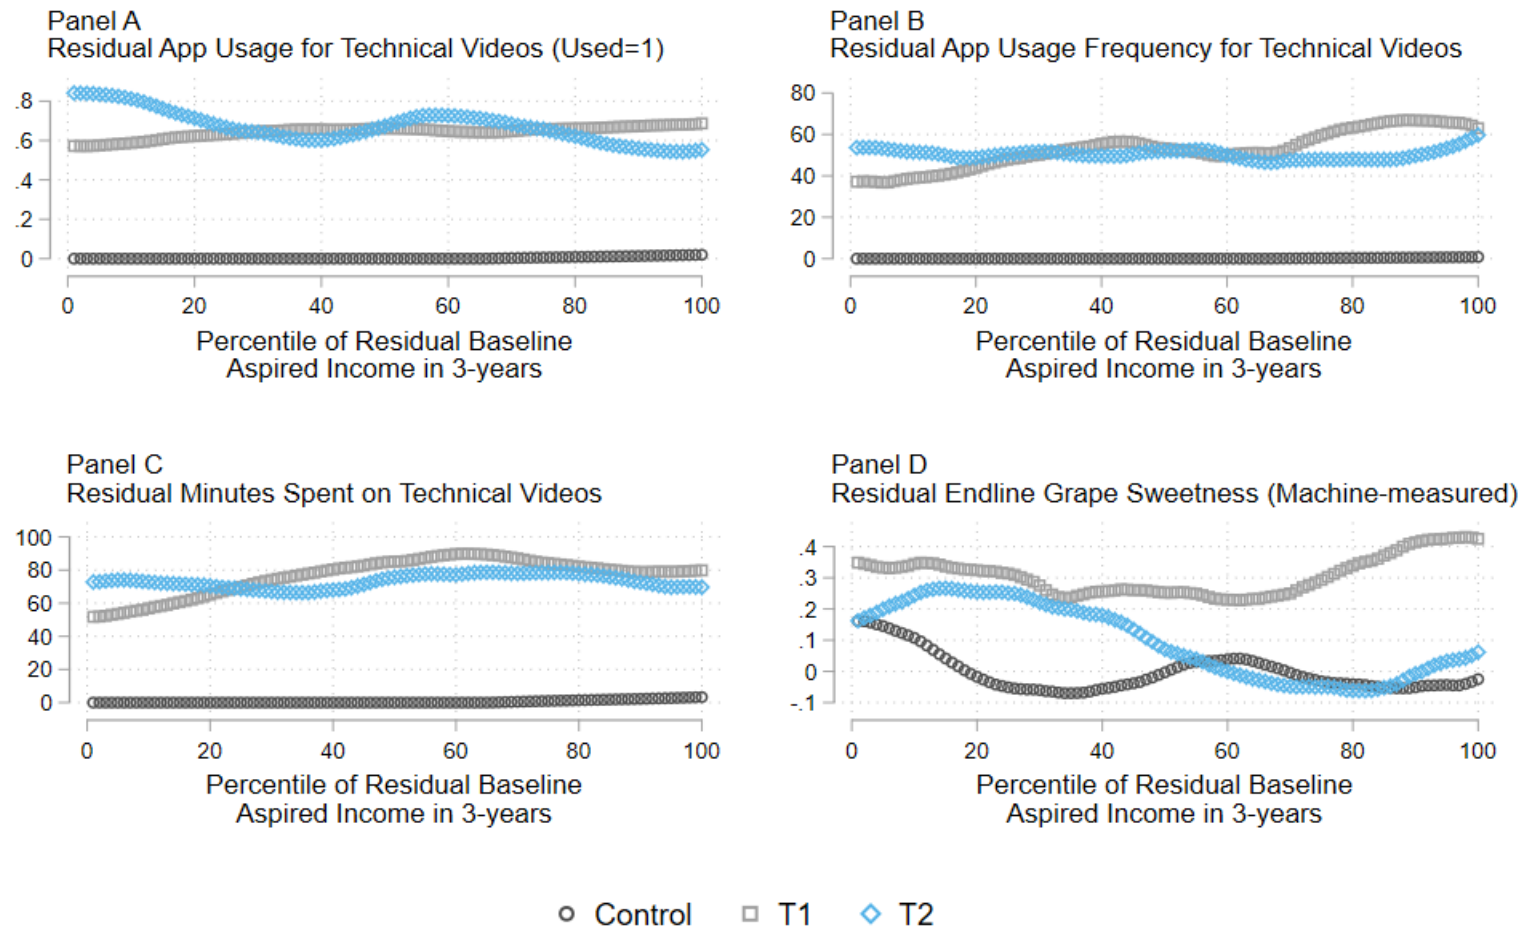 Panel A
Residual App Usage for Technical Videos (Used=1)
.8
.6
.4
.2
0
0 20 40 60 80 100
Percentile of Residual Baseline
Aspired Income in 3-years
Panel B
Residual App Usage Frequency for Technical Videos
80
60
40
20
0
0 20 40 60 80 100
Percentile of Residual Baseline
Aspired Income in 3-years
Panel C
Residual Minutes Spent on Technical Videos
100
80
60
40
20
0
0 20 40 60 80 100
Percentile of Residual Baseline
Aspired Income in 3-years
Panel D
Residual Endline Grape Sweetness (Machine-measured)
.4
.3
.2
.1
0
-.1
0 20 40 60 80 100
Percentile of Residual Baseline
Aspired Income in 3-years
Control T1 T2